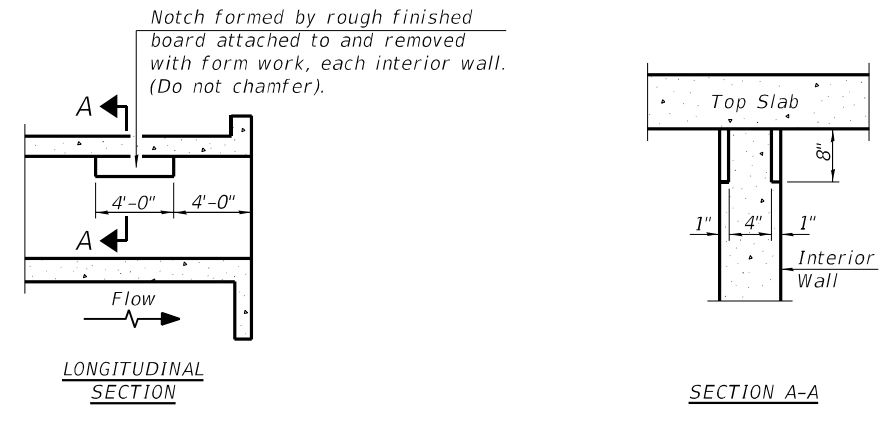 Notch formed by rough finished
board attached to and removed
with form work, each interior wall.
(Do not chamfer).
A
4'-0" 4'-0"
A
Flow
LONGITUDINAL
SECTION
Top Slab
8"
1" 4" 1"
Interior
Wall
SECTION A-A